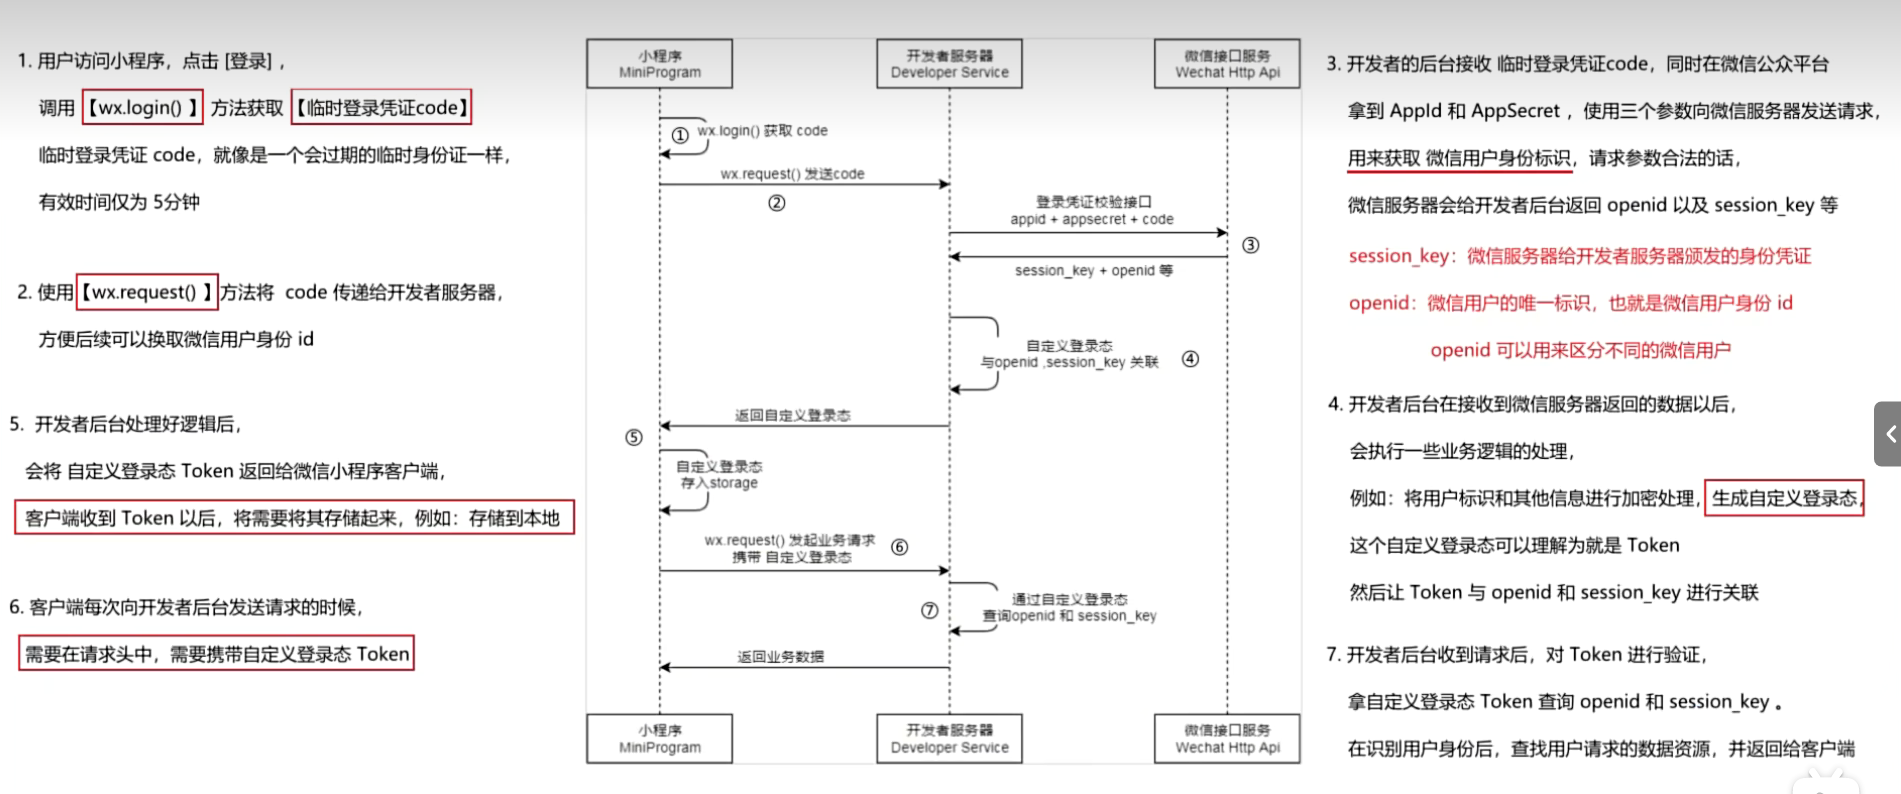 1. 用户访问小程序，点击 [登录] ，
调用【wx.login() 】方法获取【临时登录凭证code】
临时登录凭证 code，就像是一个会过期的临时身份证一样，
有效时间仅为 5分钟
2. 使用【wx.request() 】方法将 code 传递给开发者服务器，
方便后续可以换取微信用户身份 id
5. 开发者后台处理好逻辑后，
会将 自定义登录态 Token 返回给微信小程序客户端，
客户端收到 Token 以后，将需要将其存储起来，例如：存储到本地
6. 客户端每次向开发者后台发送请求的时候，
需要在请求头中，需要携带自定义登录态 Token
小程序
MiniProgram
开发者服务器
Developer Service
微信接口服务
Wechat Http Api
① wx.login() 获取 code
wx.request() 发送code
②
登录凭证校验接口
appid + appsecret + code
③
session_key + openid 等
自定义登录态
与openid ,session_key 关联
④
返回自定义登录态
⑤
自定义登录态
存入storage
wx.request() 发起业务请求
携带 自定义登录态
⑥
⑦
通过自定义登录态
查询openid 和 session_key
返回业务数据
小程序
MiniProgram
开发者服务器
Developer Service
微信接口服务
Wechat Http Api
3. 开发者的后台接收 临时登录凭证code，同时在微信公众平台
拿到 AppId 和 AppSecret ，使用三个参数向微信服务器发送请求，
用来获取 微信用户身份标识，请求参数合法的话，
微信服务器会给开发者后台返回 openid 以及 session_key 等
session_key：微信服务器给开发者服务器颁发的身份凭证
openid：微信用户的唯一标识，也就是微信用户身份 id
openid 可以用来区分不同的微信用户
4. 开发者后台在接收到微信服务器返回的数据以后，
会执行一些业务逻辑的处理，
例如：将用户标识和其他信息进行加密处理，生成自定义登录态，
这个自定义登录态可以理解为就是 Token
然后让 Token 与 openid 和 session_key 进行关联
7. 开发者后台收到请求后，对 Token 进行验证，
拿自定义登录态 Token 查询 openid 和 session_key 。
在识别用户身份后，查找用户请求的数据资源，并返回给客户端